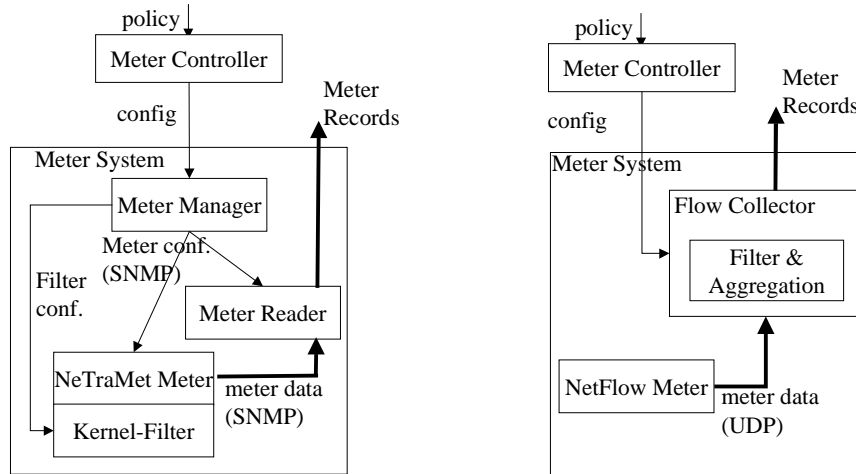 policy
Meter Controller
config
Meter
Records
Meter System
Meter Manager
Meter conf.
(SNMP)
Filter
conf.
Meter Reader
NeTraMet Meter
meter data
(SNMP)
Kernel-Filter
policy
Meter Controller
config
Meter
Records
Meter System
Flow Collector
Filter &
Aggregation
NetFlow Meter
meter data
(UDP)